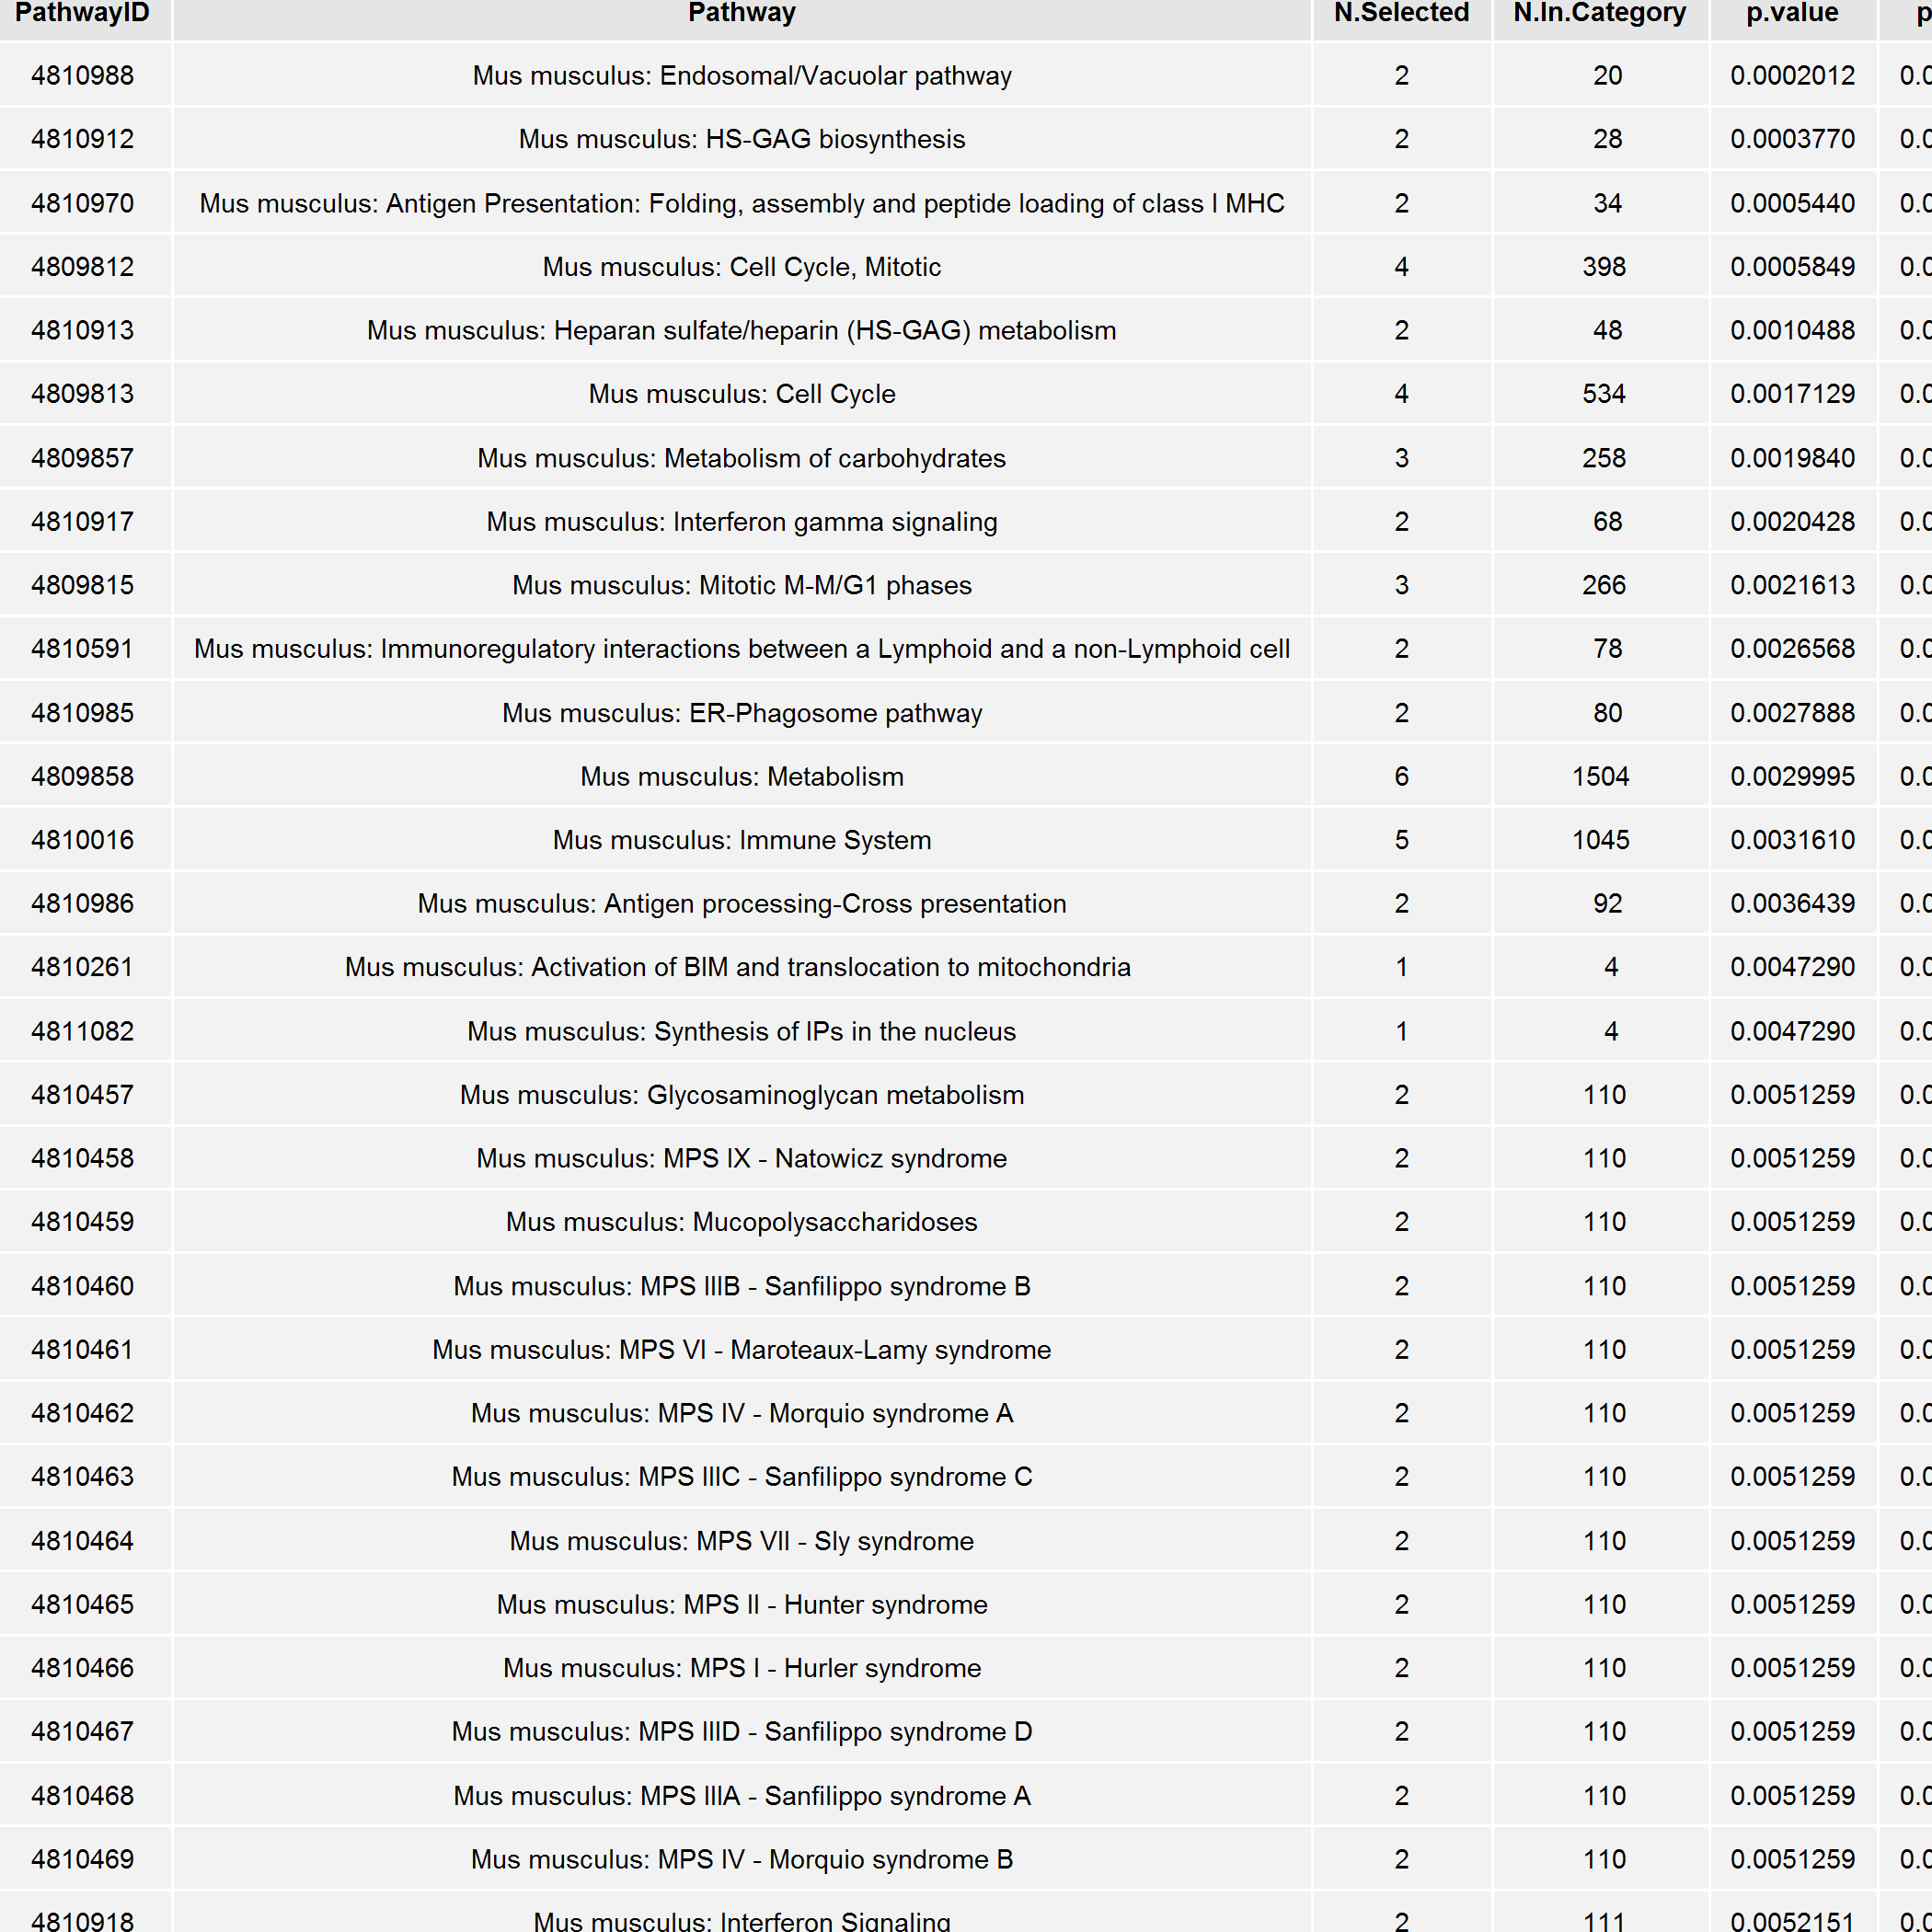 PathwayID Pathway N.Selected N.In.Category p.value p
4810988 Mus musculus: Endosomal/Vacuolar pathway 2 20 0.0002012 0.0
4810912 Mus musculus: HS-GAG biosynthesis 2 28 0.0003770 0.0
4810970 Mus musculus: Antigen Presentation: Folding, assembly and peptide loading of class I MHC 2 34 0.0005440 0.0
4809812 Mus musculus: Cell Cycle, Mitotic 4 398 0.0005849 0.0
4810913 Mus musculus: Heparan sulfate/heparin (HS-GAG) metabolism 2 48 0.0010488 0.0
4809813 Mus musculus: Cell Cycle 4 534 0.0017129 0.0
4809857 Mus musculus: Metabolism of carbohydrates 3 258 0.0019840 0.0
4810917 Mus musculus: Interferon gamma signaling 2 68 0.0020428 0.0
4809815 Mus musculus: Mitotic M-M/G1 phases 3 266 0.0021613 0.0
4810591 Mus musculus: Immunoregulatory interactions between a Lymphoid and a non-Lymphoid cell 2 78 0.0026568 0.0
4810985 Mus musculus: ER-Phagosome pathway 2 80 0.0027888 0.0
4809858 Mus musculus: Metabolism 6 1504 0.0029995 0.0
4810016 Mus musculus: Immune System 5 1045 0.0031610 0.0
4810986 Mus musculus: Antigen processing-Cross presentation 2 92 0.0036439 0.0
4810261 Mus musculus: Activation of BIM and translocation to mitochondria 1 4 0.0047290 0.0
4811082 Mus musculus: Synthesis of IPs in the nucleus 1 4 0.0047290 0.0
4810457 Mus musculus: Glycosaminoglycan metabolism 2 110 0.0051259 0.0
4810458 Mus musculus: MPS IX - Natowicz syndrome 2 110 0.0051259 0.0
4810459 Mus musculus: Mucopolysaccharidoses 2 110 0.0051259 0.0
4810460 Mus musculus: MPS IIIB - Sanfilippo syndrome B 2 110 0.0051259 0.0
4810461 Mus musculus: MPS VI - Maroteaux-Lamy syndrome 2 110 0.0051259 0.0
4810462 Mus musculus: MPS IV - Morquio syndrome A 2 110 0.0051259 0.0
4810463 Mus musculus: MPS IIIC - Sanfilippo syndrome C 2 110 0.0051259 0.0
4810464 Mus musculus: MPS VII - Sly syndrome 2 110 0.0051259 0.0
4810465 Mus musculus: MPS II - Hunter syndrome 2 110 0.0051259 0.0
4810466 Mus musculus: MPS I - Hurler syndrome 2 110 0.0051259 0.0
4810467 Mus musculus: MPS IIID - Sanfilippo syndrome D 2 110 0.0051259 0.0
4810468 Mus musculus: MPS IIIA - Sanfilippo syndrome A 2 110 0.0051259 0.0
4810469 Mus musculus: MPS IV - Morquio syndrome B 2 110 0.0051259 0.0
4810918 Mus musculus: Interferon Signaling 2 111 0.0052151 0.0